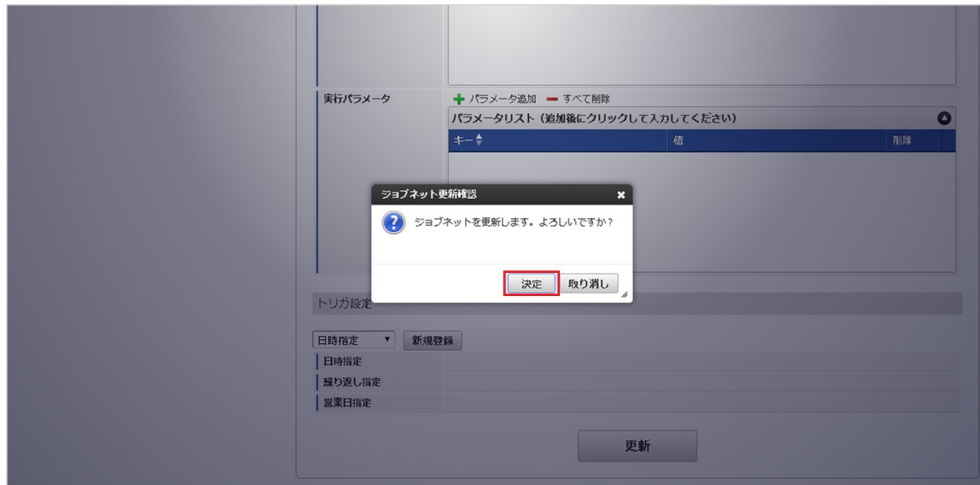 実行パラメータ
パラメータ追加 すべて削除
パラメータリスト（追加後にクリックして入力してください）
キー 値 削除
ジョブネット更新確認
ジョブネットを更新します。よろしいですか？
決定 取り消し
トリガ設定
日時指定 新規登録
日時指定
繰り返し指定
営業日指定
更新